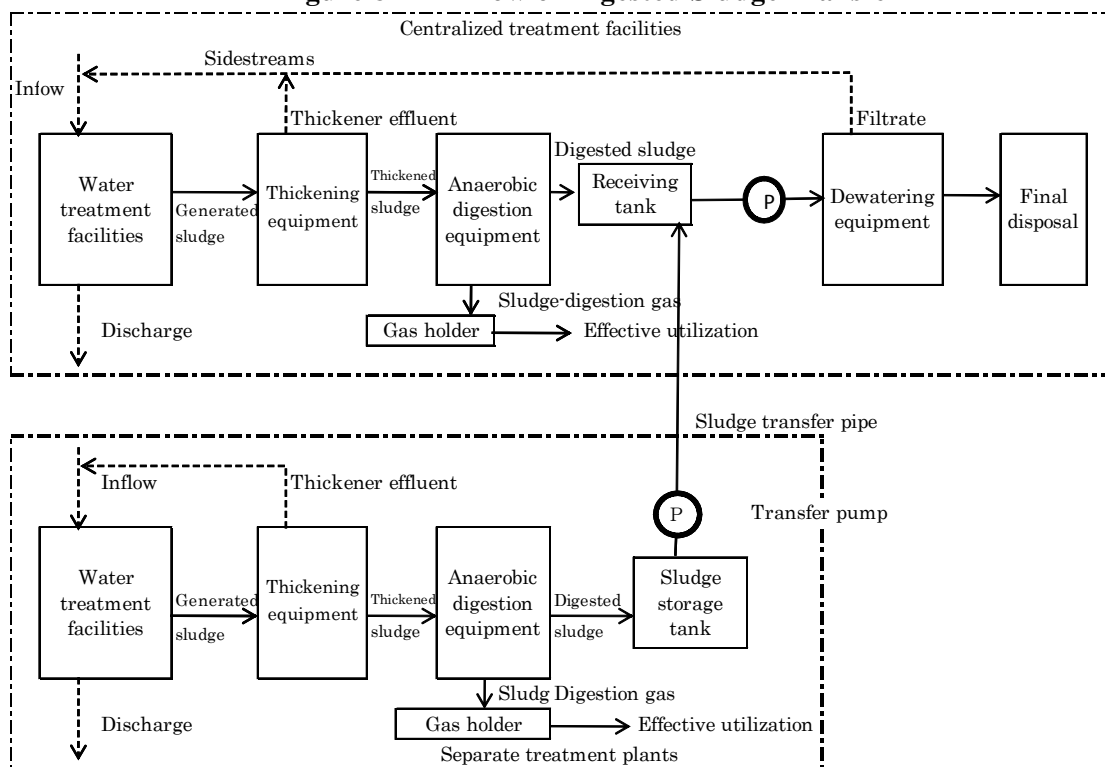 Centralized treatment facilities
Sidestreams
Infow
Thickener effluent
Filtrate
Water
treatment
facilities
Generated
sludge
Thickening
equipment
Thickened
sludge
Anaerobic
digestion
equipment
Digested sludge
Receiving
tank
P
Dewatering
equipment
Final
disposal
Sludge-digestion gas
Gas holder
Effective utilization
Discharge
Sludge transfer pipe
Inflow
Thickener effluent
P
Transfer pump
Water
treatment
facilities
Generated
sludge
Thickening
equipment
Thickened
sludge
Anaerobic
digestion
equipment
Digested
sludge
Sludge
storage
tank
Sludg Digestion gas
Discharge
Gas holder
Effective utilization
Separate treatment plants